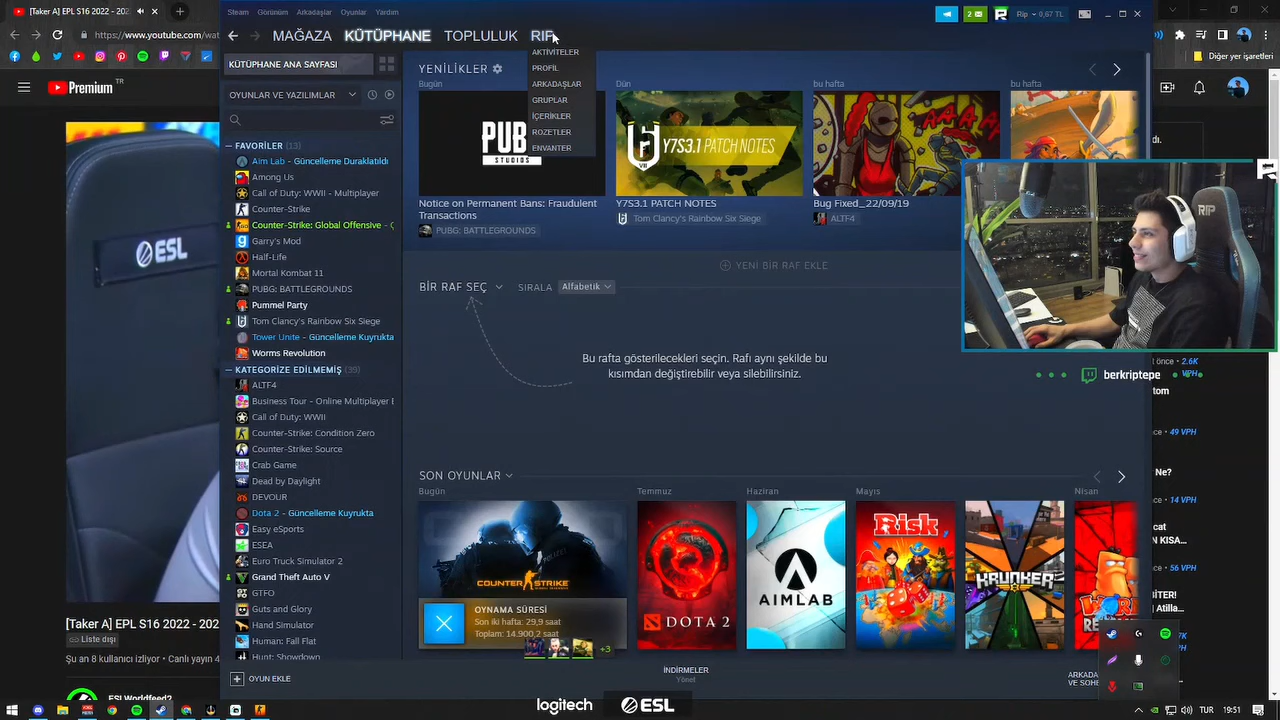 [Taker A] EPL S16 2022
Steam Görünüm Arkadaşlar Oyunlar Yardım
2
Rip 0,67 TL
https://www.youtube.com/wat
MAĞAZA KÜTÜPHANE TOPLULUK RIP
Premium TR
AKTİVİTELER
PROFİL
ARKADAŞLAR
GRUPLAR
İÇERİKLER
ROZETLER
ENVANTER
KÜTÜPHANE ANA SAYFASI
OYUNLAR VE YAZILIMLAR
FAVORİLER (13)
Aim Lab - Güncelleme Duraklatıldı
Among Us
Call of Duty: WWII - Multiplayer
Counter-Strike
Counter-Strike: Global Offensive -
Garry's Mod
Half-Life
Mortal Kombat 11
PUBG: BATTLEGROUNDS
Pummel Party
Tom Clancy's Rainbow Six Siege
Tower Unite - Güncelleme Kuyrukta
Worms Revolution
KATEGORİZE EDİLMEMİŞ (39)
ALTF4
Business Tour - Online Multiplayer
Call of Duty: WWII
Counter-Strike: Condition Zero
Counter-Strike: Source
Crab Game
Dead by Daylight
DEVOUR
Dota 2 - Güncelleme Kuyrukta
Easy eSports
ESEA
Euro Truck Simulator 2
Grand Theft Auto V
GTFO
Guts and Glory
Hand Simulator
Human: Fall Flat
Hunt: Showdown
OYUN EKLE
YENİLİKLER
Bugün
PUB
STUDIOS
Notice on Permanent Bans: Fraudulent
Transactions
PUBG: BATTLEGROUNDS
Dün
Y7S3.1 PATCH NOTES
Y7S3.1 PATCH NOTES
Tom Clancy's Rainbow Six Siege
bu hafta
Bug Fixed_22/09/19
ALTF4
bu hafta
YENİ BİR RAF EKLE
BİR RAF SEÇ SIRALA Alfabetik
Bu rafta gösterilecekleri seçin. Rafı aynı şekilde bu
kısımdan değiştirebilir veya silebilirsiniz.
SON OYUNLAR
Bugün
COUNTER STRIKE
OYNAMA SÜRESİ
Son iki hafta: 29,9 saat
Toplam: 14.900,2 saat
+3
Temmuz
DOTA 2
Haziran
AIMLAB
Mayıs
Risk
KRUNKER
Nisan
İNDİRMELER
Yönet
ARKADA
VE SOHBE
Diğer yer işaretleri
RIP
berkriptepe
ESL
[Taker A] EPL S16 2022 - 2022
Liste dışı
Şu an 8 kullanıcı izliyor • Canlı yayın
ESLWorldfeed2
önce • 2.6K
VPH
49 VPH
Ne?
14 VPH
KISA...
56 VPH
Atilla...
VPH
logitech ESL
TUR 19:51